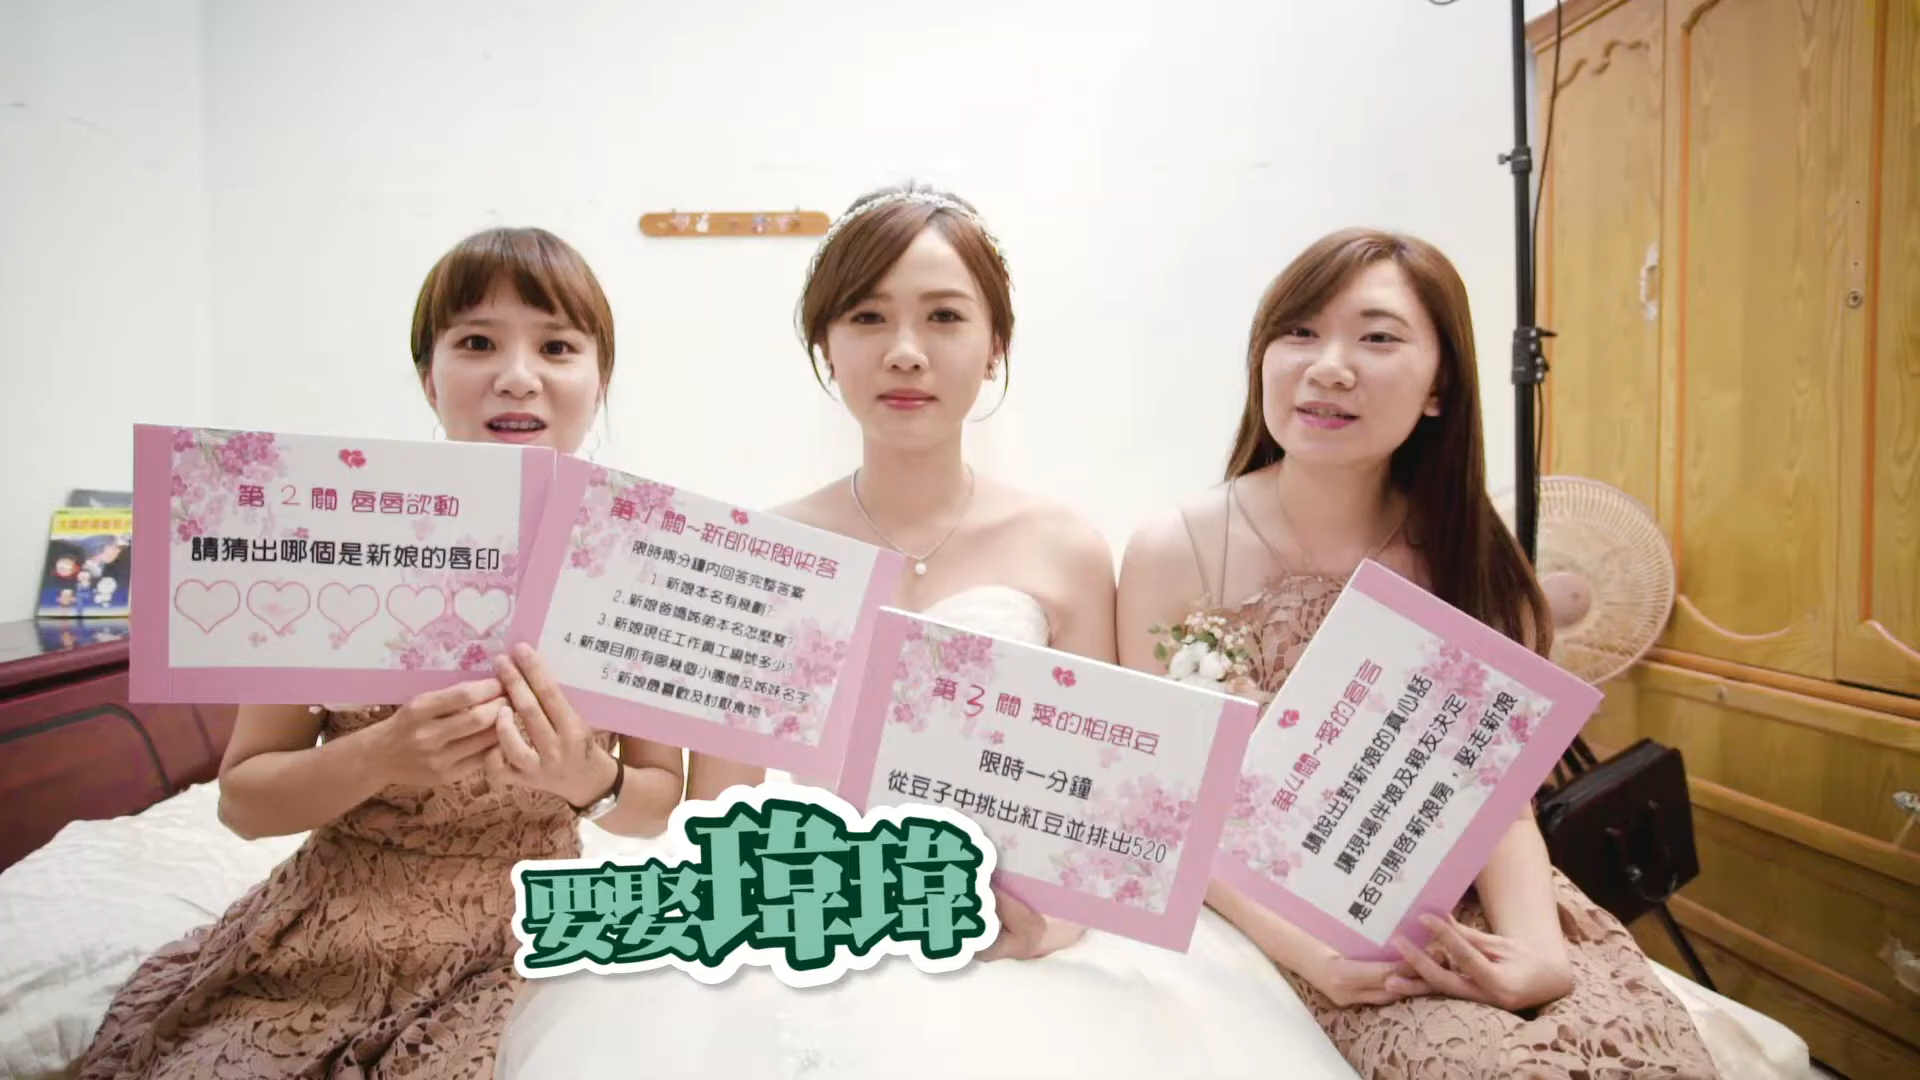 第 2 關 唇唇欲動
請猜出哪個是新娘的唇印
第1關~新郎快問快答
限時兩分鐘內回答完整答案
1.新娘本名有幾劃?
2.新娘爸媽姊弟本名怎麼寫?
3.新娘現任工作員工編號多少?
4.新娘目前有哪幾個小團體及姊妹名字
5.新娘最喜歡及討厭食物
第 3 關 愛的相思豆
限時一分鐘
從豆子中挑出紅豆並排出520
第4關~愛的宣言
請說出對新娘的真心話
讓現場伴娘及親友決定
是否可開啓新娘房，娶走新娘
要娶瑋瑋